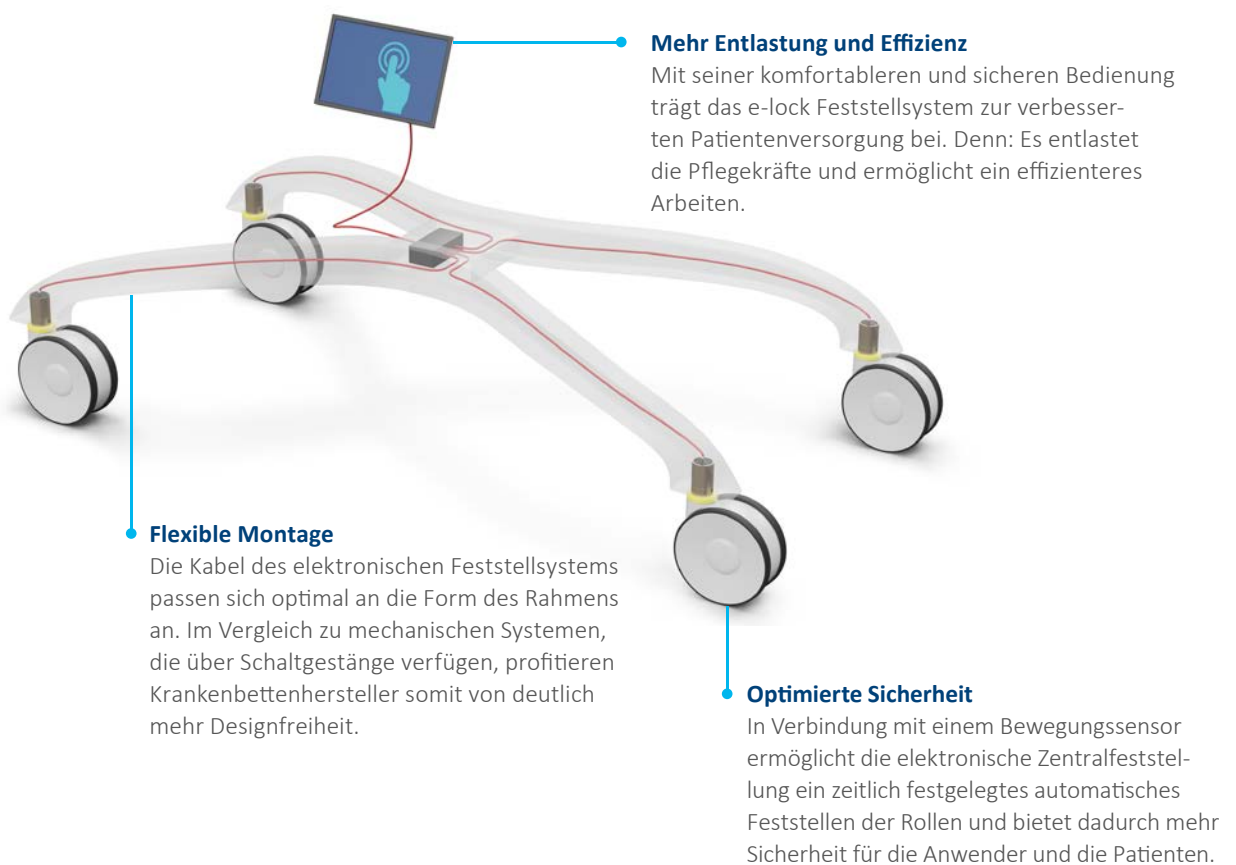 Mehr Entlastung und Effizienz
Mit seiner komfortableren und sicheren Bedienung
trägt das e-lock Feststellsystem zur verbesser-
ten Patientenversorgung bei. Denn: Es entlastet
die Pflegekräfte und ermöglicht ein effizienteres
Arbeiten.
Flexible Montage
Die Kabel des elektronischen Feststellsystems
passen sich optimal an die Form des Rahmens
an. Im Vergleich zu mechanischen Systemen,
die über Schaltgestänge verfügen, profitieren
Krankenbettenhersteller somit von deutlich
mehr Designfreiheit.
Optimierte Sicherheit
In Verbindung mit einem Bewegungssensor
ermöglicht die elektronische Zentralfeststel-
lung ein zeitlich festgelegtes automatisches
Feststellen der Rollen und bietet dadurch mehr
Sicherheit für die Anwender und die Patienten.